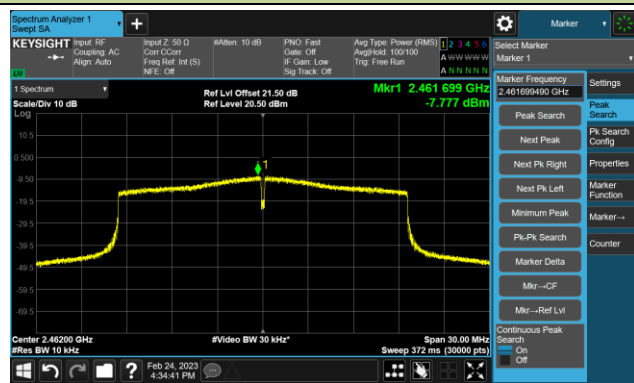 Spectrum Analyzer 1
Swept SA
+
Marker
KEYSIGHT
Input: RF
Coupling: AC
Align: Auto
Input Z: 50 Ω
Corr CCorr
Freq Ref: Int (S)
NFE: Off
#Atten: 10 dB
PNO: Fast
Gate: Off
IF Gain: Low
Sig Track: Off
Avg Type: Power (RMS)
Avg|Hold: 100/100
Trig: Free Run
1 2 3 4 5 6
A W W W W W
A N N N N N
LXI
Select Marker
Marker 1
1 Spectrum
Scale/Div 10 dB
Log
Ref Lvl Offset 21.50 dB
Ref Level 20.50 dBm
Mkr1 2.461 699 GHz
-7.777 dBm
10.5
0.500
-9.50
-19.5
-29.5
-39.5
-49.5
-59.5
-69.5
1
Center 2.46200 GHz
#Res BW 10 kHz
#Video BW 30 kHz*
Span 30.00 MHz
Sweep 372 ms (30000 pts)
Marker Frequency
2.461699490 GHz
Peak Search
Next Peak
Next Pk Right
Next Pk Left
Minimum Peak
Pk-Pk Search
Marker Delta
Mkr→CF
Mkr→Ref Lvl
Continuous Peak
Search
On
Off
Settings
Peak
Search
Pk Search
Config
Properties
Marker
Function
Marker→
Counter
?
Feb 24, 2023
4:34:41 PM